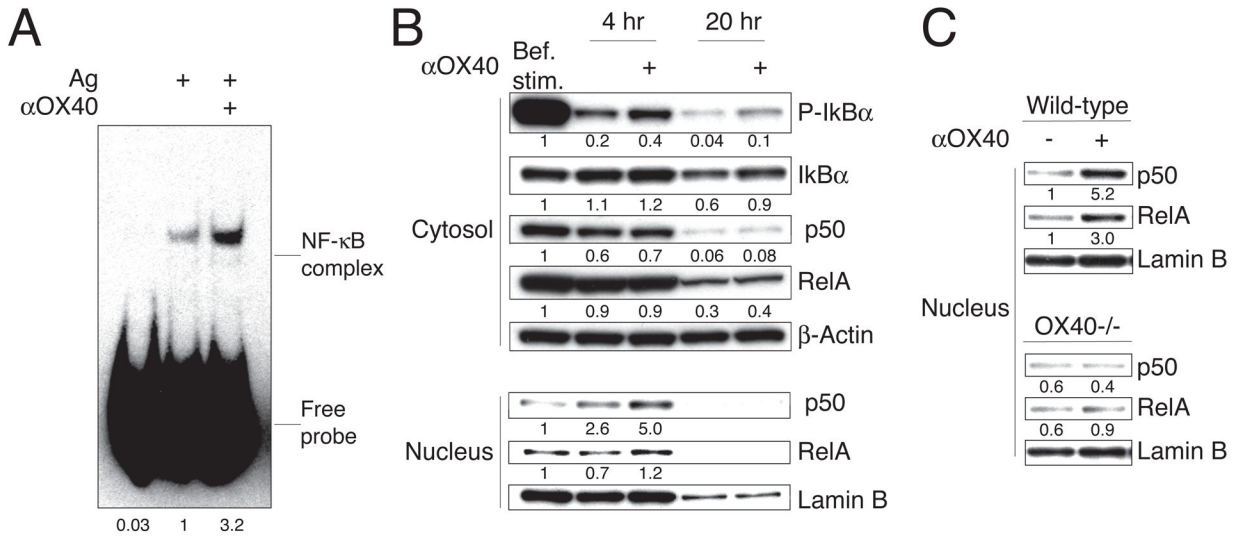 A
Ag + +
αOX40 +
NF-κB
complex
Free
probe
0.03 1 3.2
B
4 hr 20 hr
Bef.
stim.
αOX40 + +
Cytosol
P-IkBα
1 0.2 0.4 0.04 0.1
IkBα
1 1.1 1.2 0.6 0.9
p50
1 0.6 0.7 0.06 0.08
RelA
1 0.9 0.9 0.3 0.4
β-Actin
Nucleus
p50
1 2.6 5.0
RelA
1 0.7 1.2
Lamin B
C
Wild-type
αOX40 - +
Nucleus
p50
1 5.2
RelA
1 3.0
Lamin B
OX40-/-
p50
0.6 0.4
RelA
0.6 0.9
Lamin B